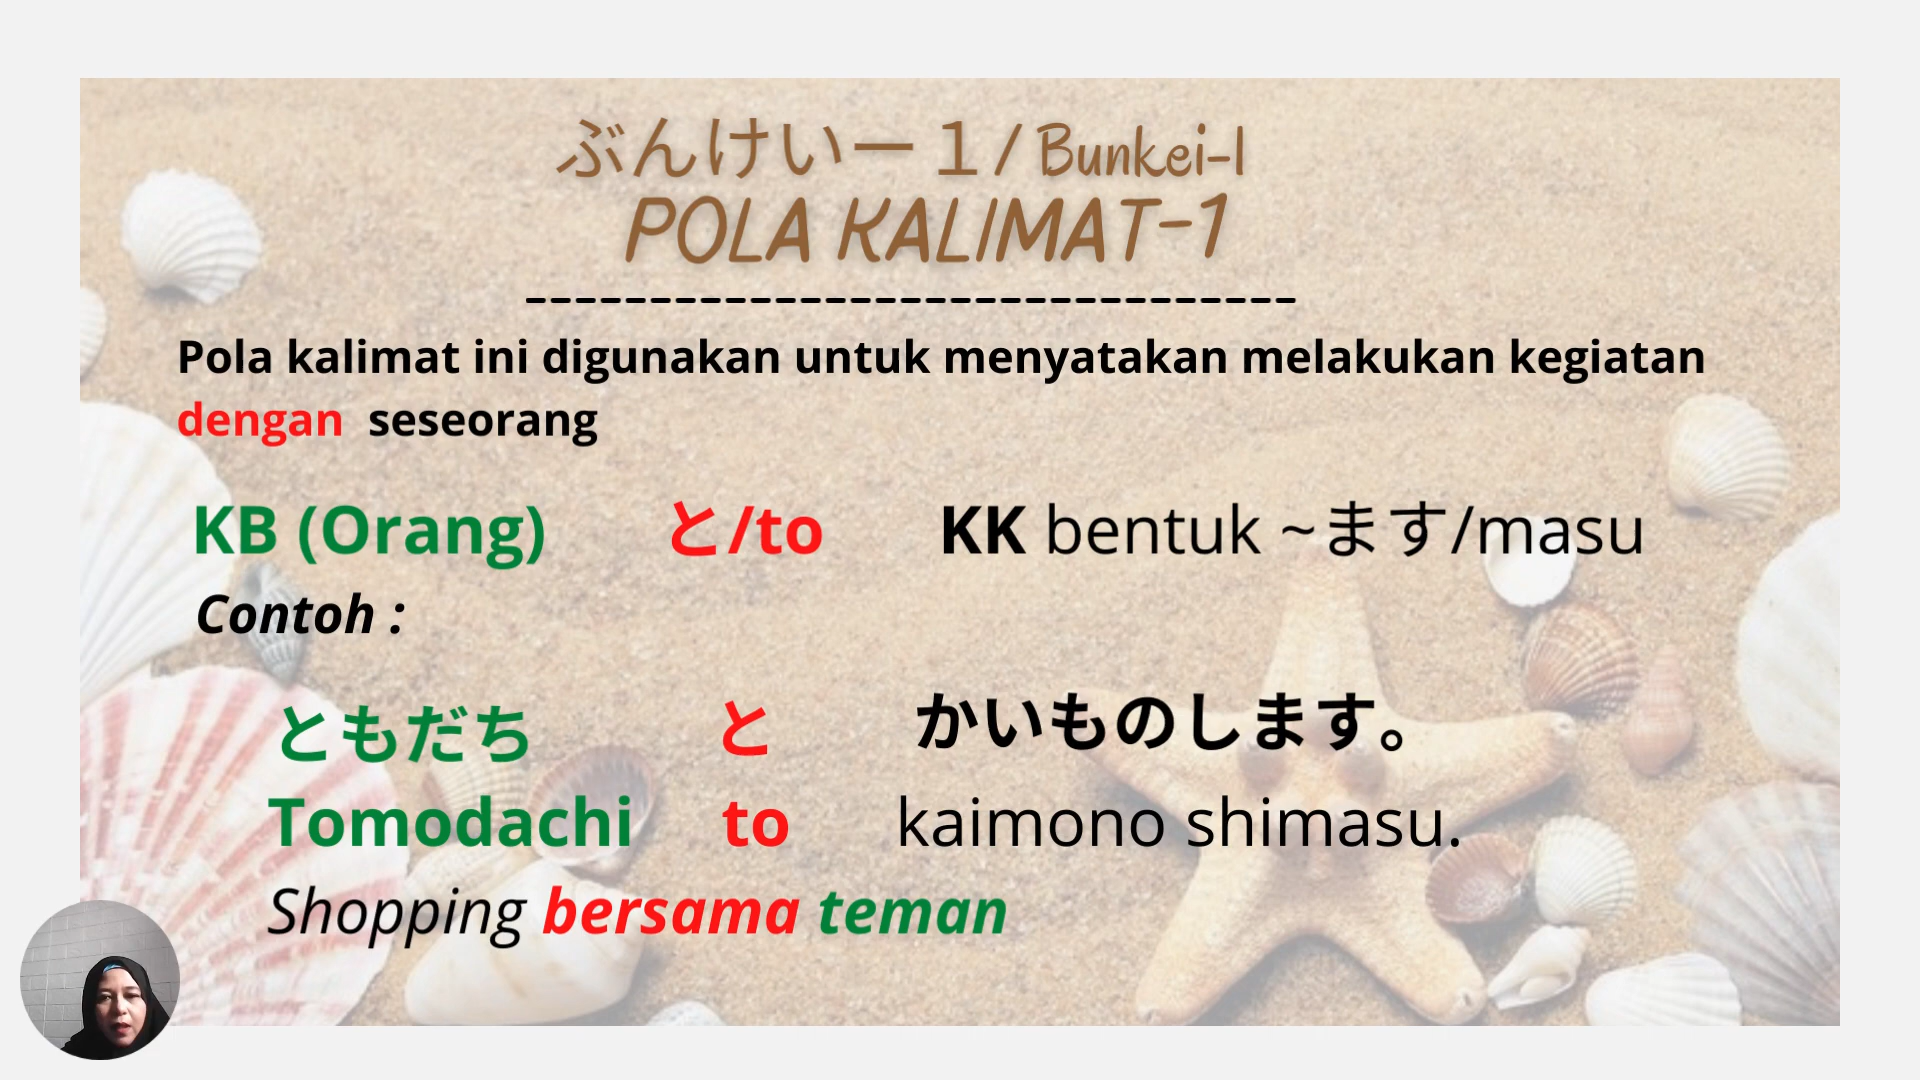 ぶんけいー１/ Bunkei-1
POLA KALIMAT-1
Pola kalimat ini digunakan untuk menyatakan melakukan kegiatan
dengan seseorang
KB (Orang) と/to KK bentuk ~ます/masu
Contoh :
ともだち と かいものします。
Tomodachi to kaimono shimasu.
Shopping bersama teman